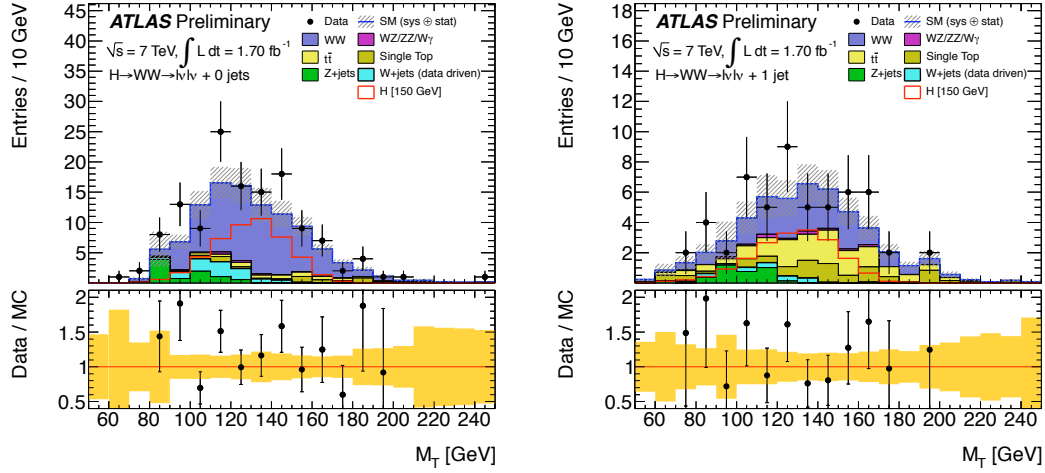 ATLAS Preliminary
√s = 7 TeV, ∫ L dt = 1.70 fb⁻¹
H→WW→lνlν + 0 jets
Data
SM (sys ⊕ stat)
WW
WZ/ZZ/Wγ
tt̄
Single Top
Z+jets
W+jets (data driven)
H [150 GeV]
Entries / 10 GeV
45
40
35
30
25
20
15
10
5
Data / MC
2
1.5
1
0.5
60 80 100 120 140 160 180 200 220 240
M_T [GeV]
ATLAS Preliminary
√s = 7 TeV, ∫ L dt = 1.70 fb⁻¹
H→WW→lνlν + 1 jet
Data
SM (sys ⊕ stat)
WW
WZ/ZZ/Wγ
tt̄
Single Top
Z+jets
W+jets (data driven)
H [150 GeV]
Entries / 10 GeV
18
16
14
12
10
8
6
4
2
Data / MC
2
1.5
1
0.5
60 80 100 120 140 160 180 200 220 240
M_T [GeV]